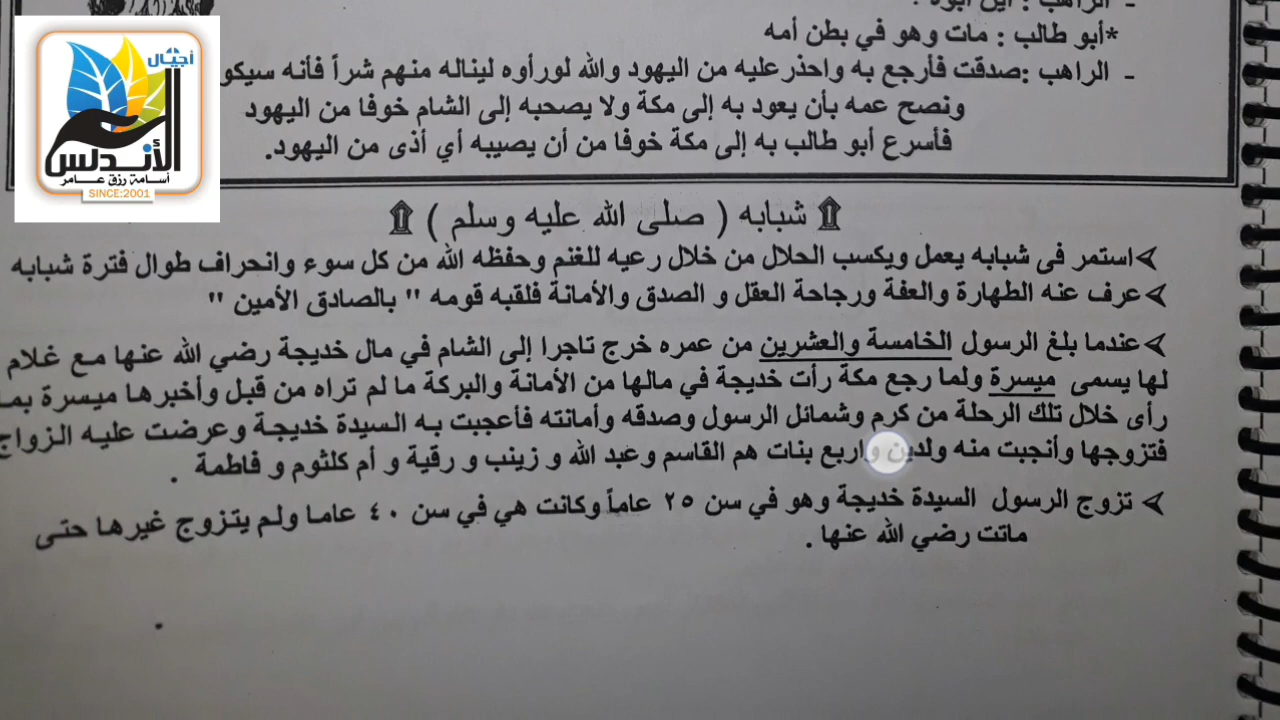 - الراهب : أين أبوه ؟
*أبو طالب : مات وهو في بطن أمه
- الراهب :صدقت فأرجع به واحذر عليه من اليهود والله لورأوه ليناله منهم شراً فأنه سيكو
ونصح عمه بأن يعود به إلى مكة ولا يصحبه إلى الشام خوفا من اليهود
فأسرع أبو طالب به إلى مكة خوفا من أن يصيبه أي أذى من اليهود.
أجيال
الأندلس
أسامة رزق عامر
SINCE:2001
شبابه ( صلى الله عليه وسلم )
استمر فى شبابه يعمل ويكسب الحلال من خلال رعيه للغنم وحفظه الله من كل سوء وانحراف طوال فترة شبابه
عرف عنه الطهارة والعفة ورجاحة العقل و الصدق والأمانة فلقبه قومه " بالصادق الأمين "
عندما بلغ الرسول الخامسة والعشرين من عمره خرج تاجرا إلى الشام في مال خديجة رضي الله عنها مع غلام
لها يسمى ميسرة ولما رجع مكة رأت خديجة في مالها من الأمانة والبركة ما لم تراه من قبل وأخبرها ميسرة بما
رأى خلال تلك الرحلة من كرم وشمائل الرسول وصدقه وأمانته فأعجبت به السيدة خديجة وعرضت عليه الزواج
فتزوجها وأنجبت منه ولدين واربع بنات هم القاسم وعبد الله و زينب و رقية و أم كلثوم و فاطمة .
تزوج الرسول السيدة خديجة وهو في سن ٢٥ عاماً وكانت هي في سن ٤٠ عاما ولم يتزوج غيرها حتى
ماتت رضي الله عنها .